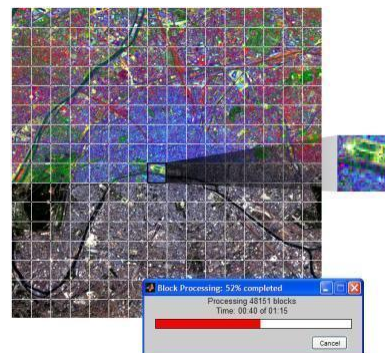 Block Processing: 52% completed
Processing 48151 blocks
Time: 00:40 of 01:15
Cancel